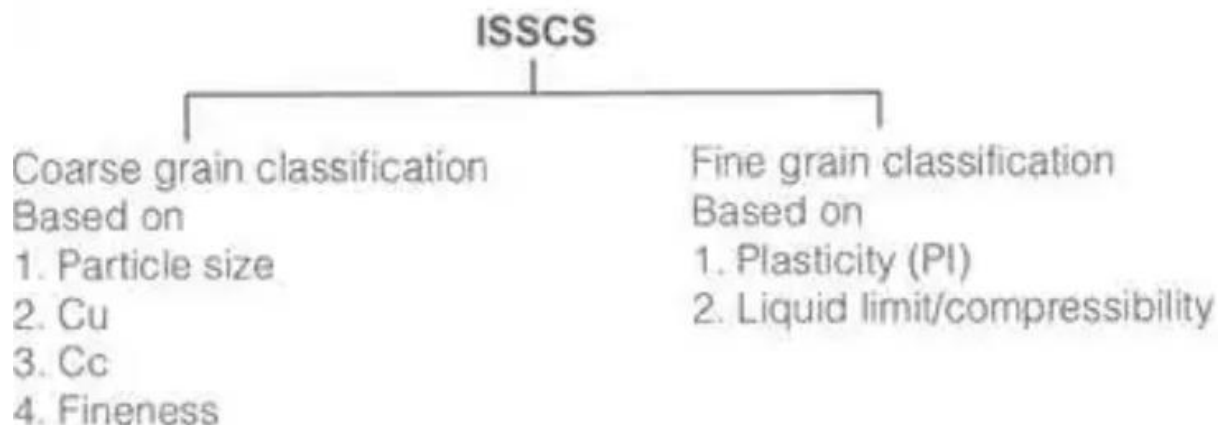 ISSCS
Coarse grain classification
Based on
1. Particle size
2. Cu
3. Cc
4. Fineness
Fine grain classification
Based on
1. Plasticity (PI)
2. Liquid limit/compressibility